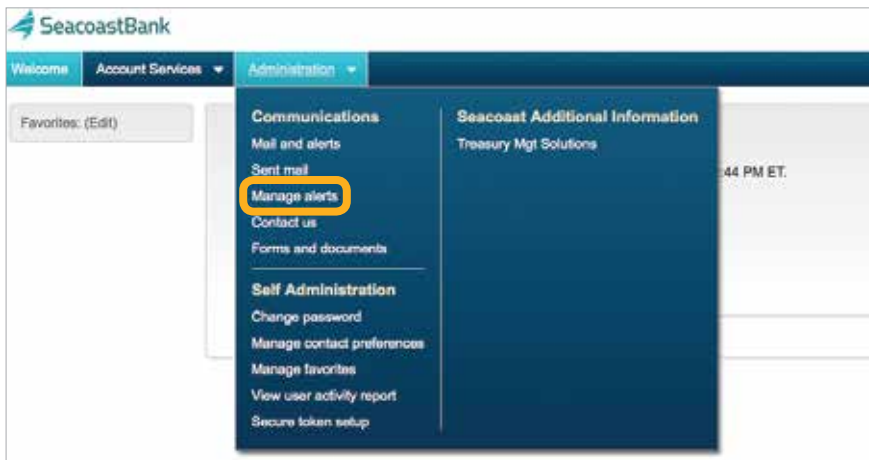 SeacoastBank
Welcome Account Services Administration
Favorites: (Edit)
Communications
Mail and alerts
Sent mail
Manage alerts
Contact us
Forms and documents
Self Administration
Change password
Manage contact preferences
Manage favorites
View user activity report
Secure token setup
Seacoast Additional Information
Treasury Mgt Solutions
:44 PM ET.